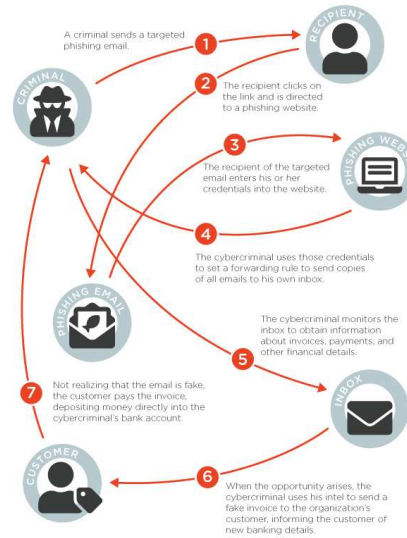 A criminal sends a targeted
phishing email.
1
RECIPIENT
CRIMINAL
2
The recipient clicks on
the link and is directed
to a phishing website.
3
PHISHING WEBS
The recipient of the targeted
email enters his or her
credentials into the website.
4
The cybercriminal uses those credentials
to set a forwarding rule to send copies
of all emails to his own inbox.
PHISHING EMAIL
The cybercriminal monitors the
inbox to obtain information
about invoices, payments, and
other financial details.
5
INBOX
7
Not realizing that the email is fake,
the customer pays the invoice,
depositing money directly into the
cybercriminal's bank account.
CUSTOMER
6
When the opportunity arises, the
cybercriminal uses his intel to send a
fake invoice to the organization's
customer, informing the customer of
new banking details.